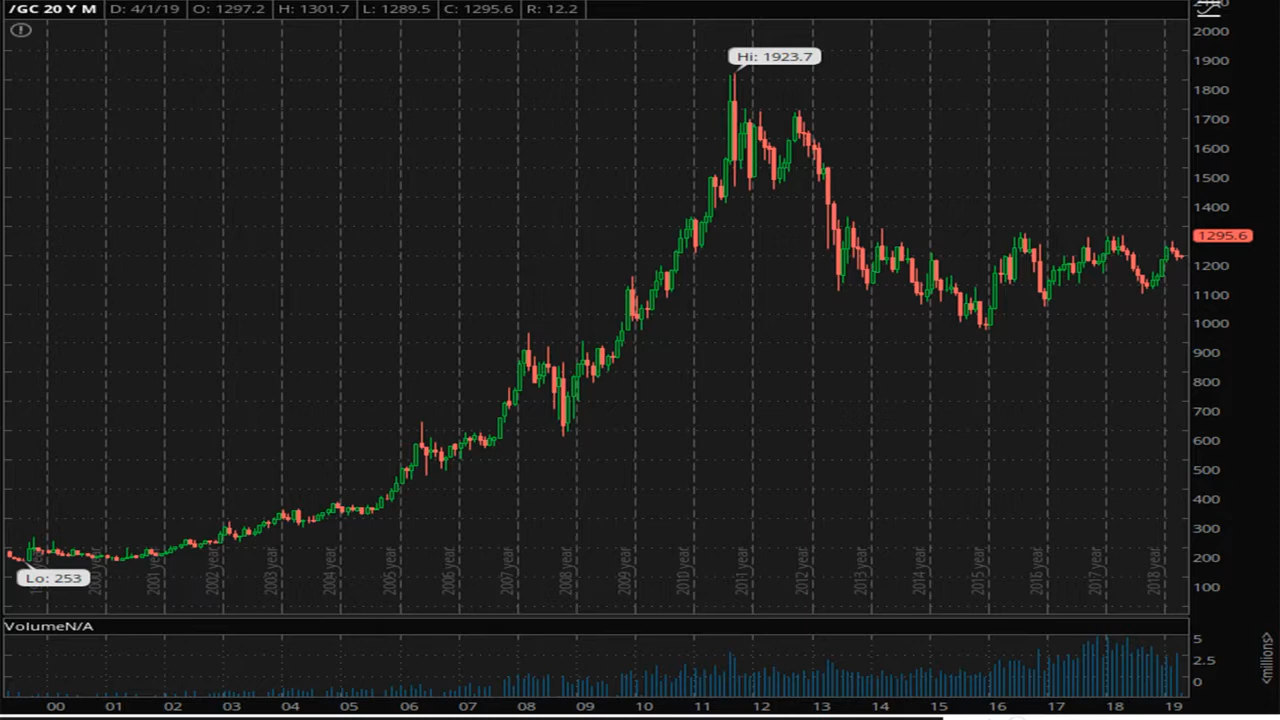 /GC 20 Y M D: 4/1/19 O: 1297.2 H: 1301.7 L: 1289.5 C: 1295.6 R: 12.2
2000
Hi: 1923.7
1900
1800
1700
1600
1500
1400
1295.6
1200
1100
1000
900
800
700
600
500
400
300
200
Lo: 253
100
2001 year
2002 year
2003 year
2004 year
2005 year
2006 year
2007 year
2008 year
2009 year
2010 year
2011 year
2012 year
2013 year
2014 year
2015 year
2016 year
2017 year
2018 year
VolumeN/A
5
2.5
0
<millions>
00 01 02 03 04 05 06 07 08 09 10 11 12 13 14 15 16 17 18 19